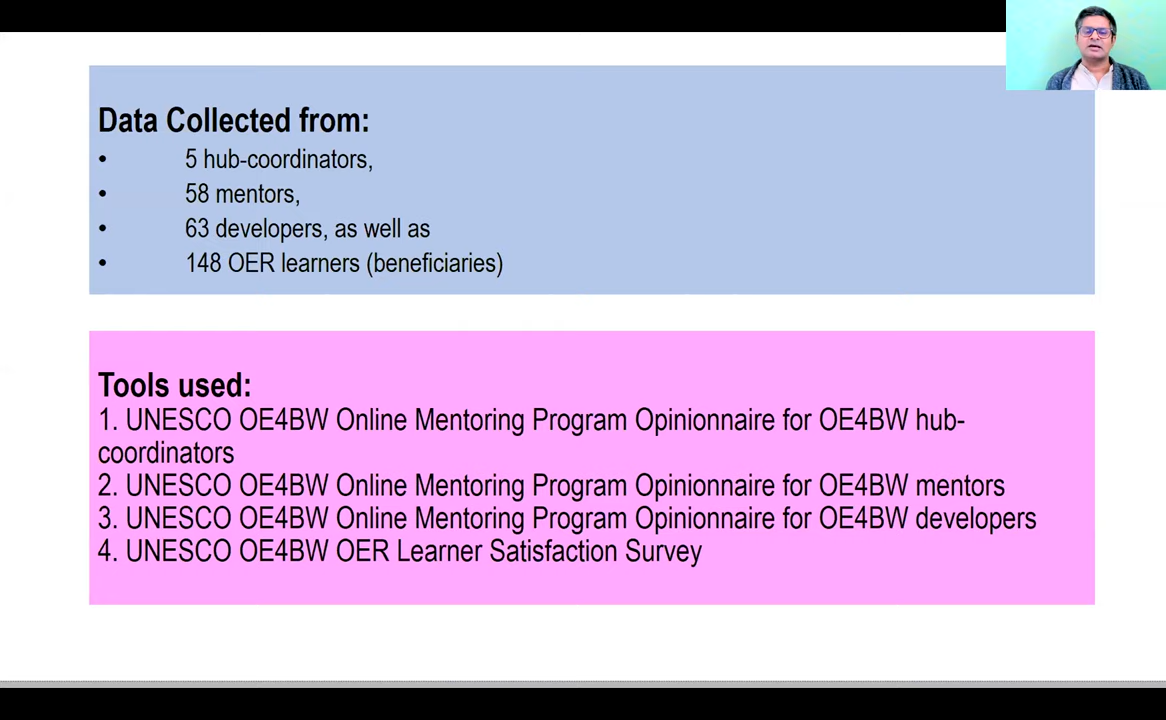 Data Collected from:
• 5 hub-coordinators,
• 58 mentors,
• 63 developers, as well as
• 148 OER learners (beneficiaries)
Tools used:
1. UNESCO OE4BW Online Mentoring Program Opinionnaire for OE4BW hub-
coordinators
2. UNESCO OE4BW Online Mentoring Program Opinionnaire for OE4BW mentors
3. UNESCO OE4BW Online Mentoring Program Opinionnaire for OE4BW developers
4. UNESCO OE4BW OER Learner Satisfaction Survey